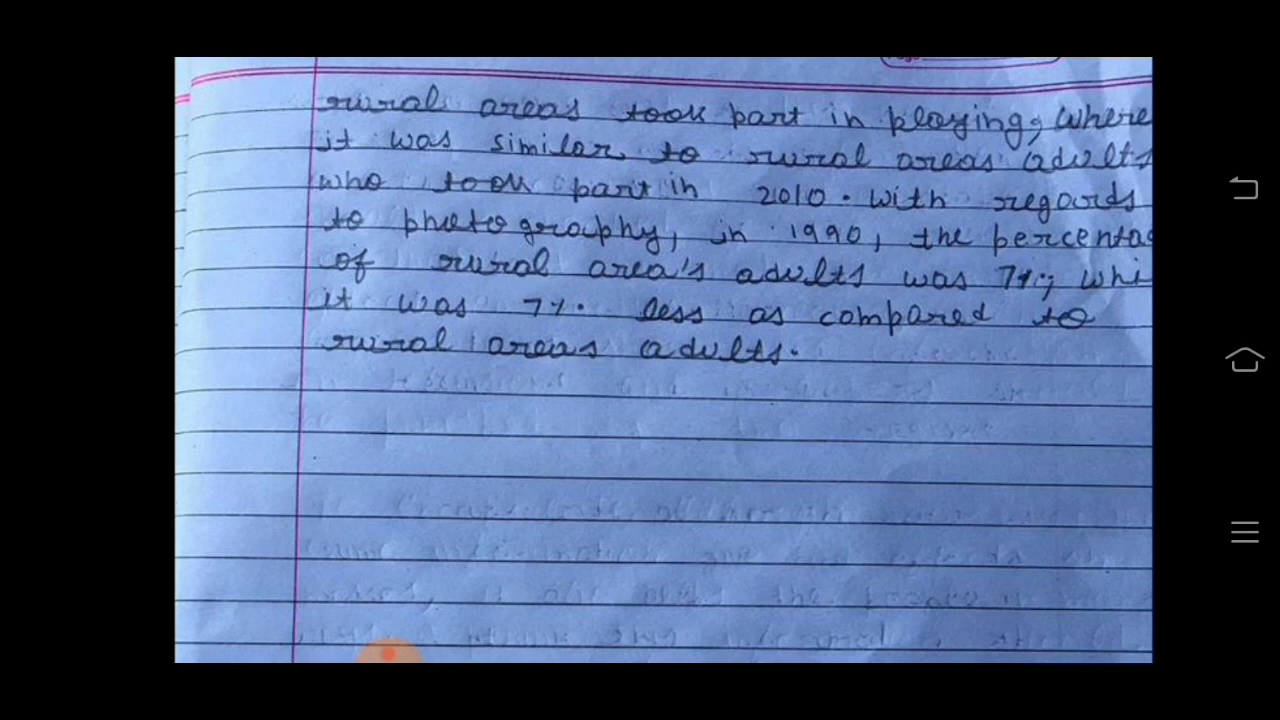 rural areas took part in playing, where
it was similar to rural areas adults
who took part in 2010. with regards
to photography, in 1990, the percentag
of rural area's adults was 7%; whi
it was 7%. less as compared to
rural areas adults.